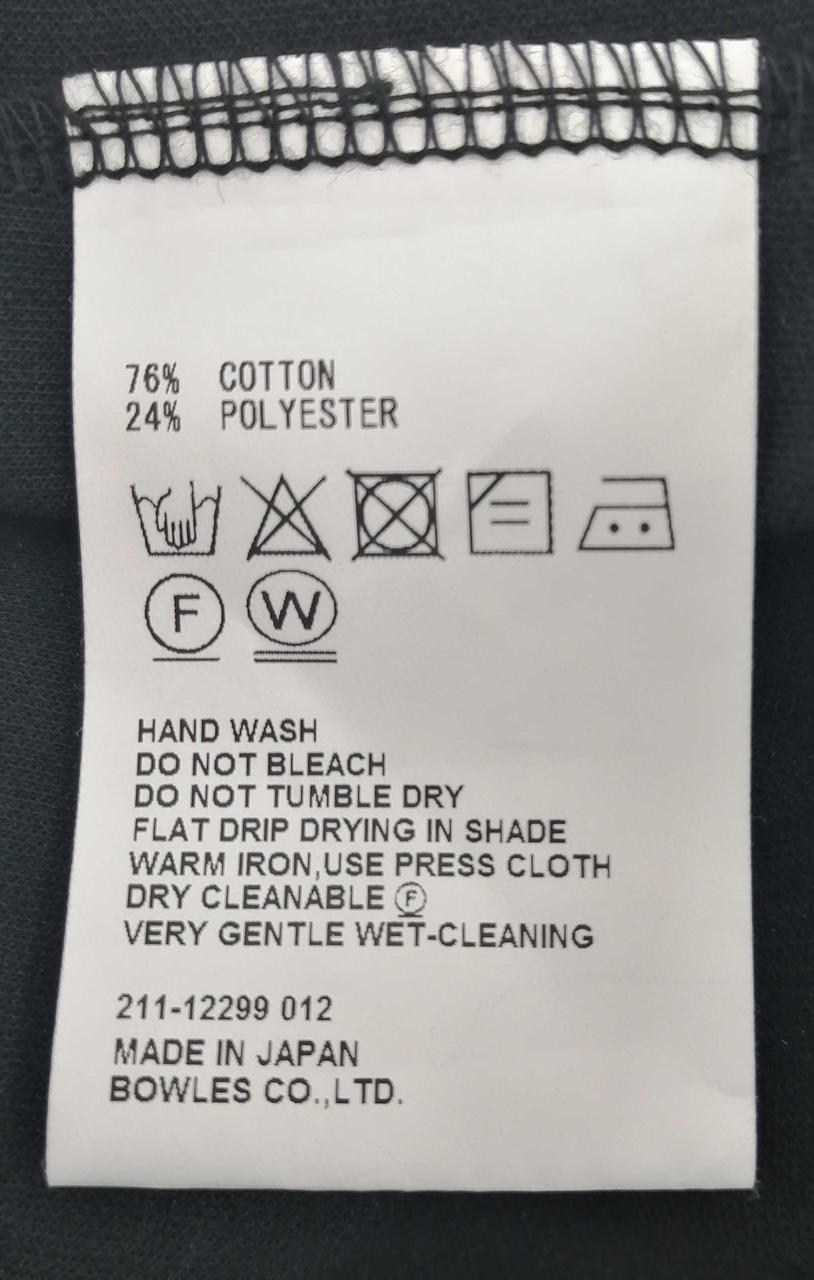 76% COTTON
24% POLYESTER
F W
HAND WASH
DO NOT BLEACH
DO NOT TUMBLE DRY
FLAT DRIP DRYING IN SHADE
WARM IRON,USE PRESS CLOTH
DRY CLEANABLE Ⓕ
VERY GENTLE WET-CLEANING
211-12299 012
MADE IN JAPAN
BOWLES CO.,LTD.